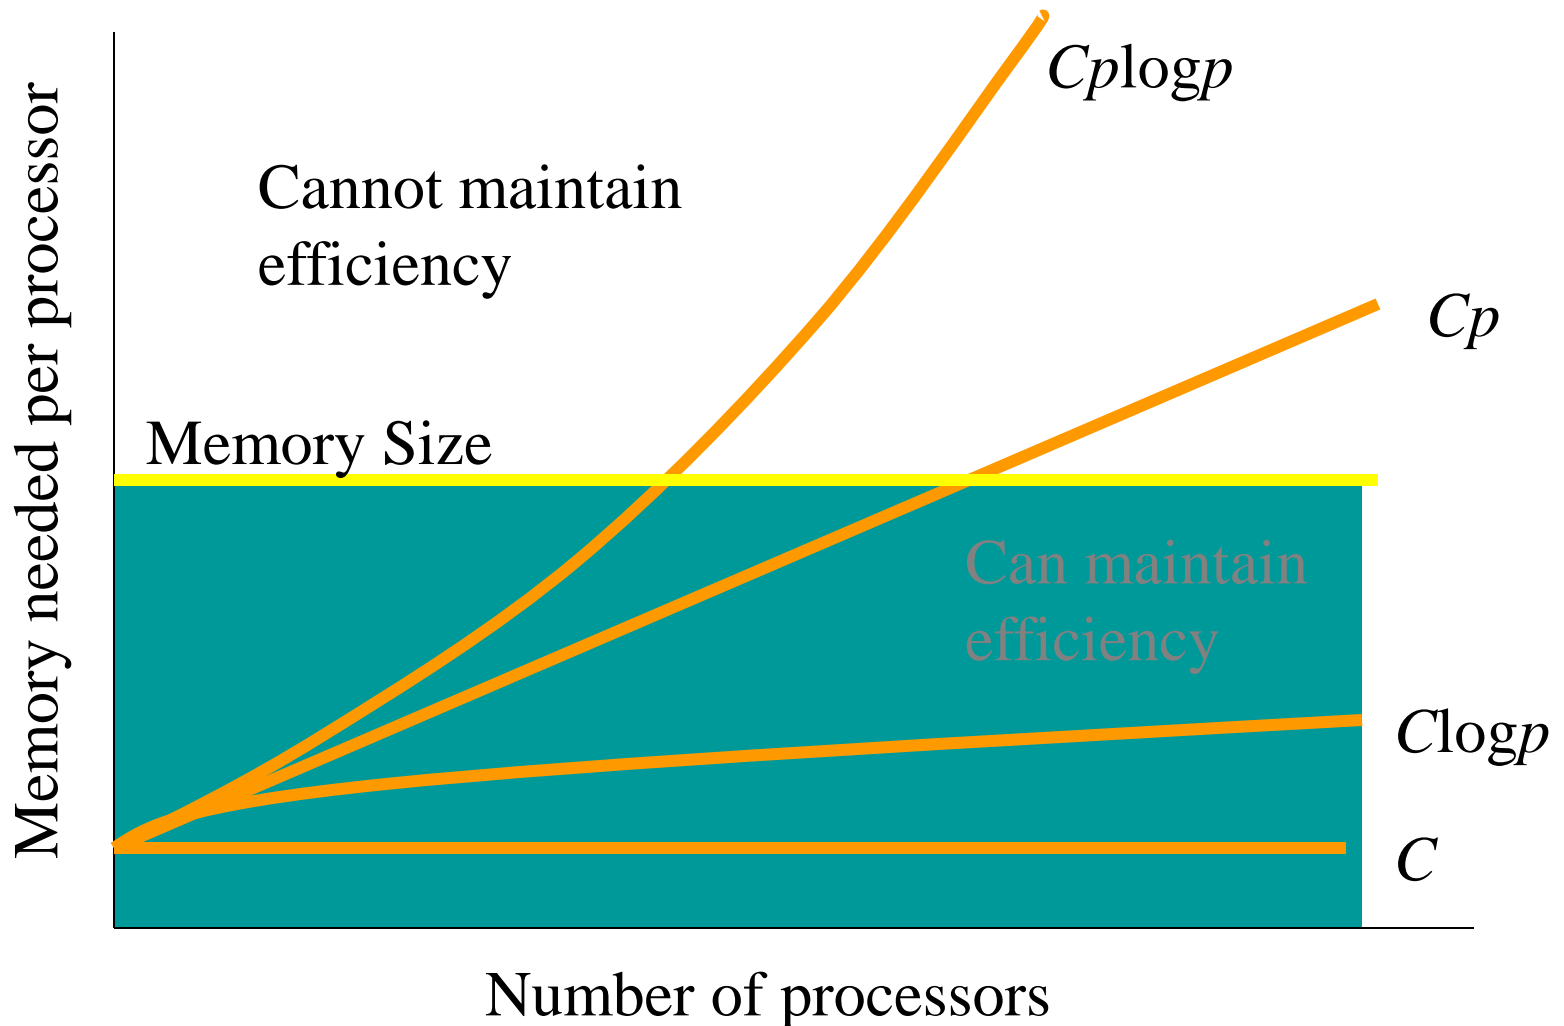 Cplogp
Cannot maintain
efficiency
Cp
Memory Size
Can maintain
efficiency
Clogp
C
Memory needed per processor
Number of processors